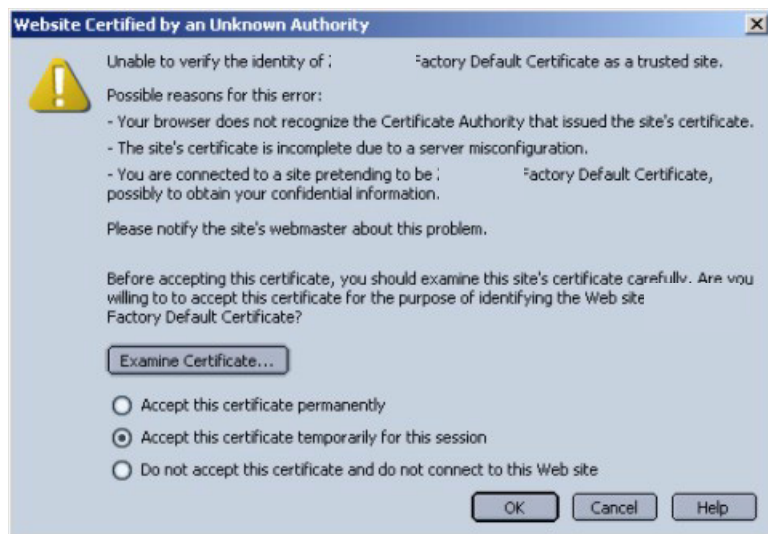 Website Certified by an Unknown Authority
Unable to verify the identity of Factory Default Certificate as a trusted site.
Possible reasons for this error:
- Your browser does not recognize the Certificate Authority that issued the site's certificate.
- The site's certificate is incomplete due to a server misconfiguration.
- You are connected to a site pretending to be Factory Default Certificate,
possibly to obtain your confidential information.
Please notify the site's webmaster about this problem.
Before accepting this certificate, you should examine this site's certificate carefully. Are you
willing to to accept this certificate for the purpose of identifying the Web site
Factory Default Certificate?
Examine Certificate...
Accept this certificate permanently
Accept this certificate temporarily for this session
Do not accept this certificate and do not connect to this Web site
OK Cancel Help